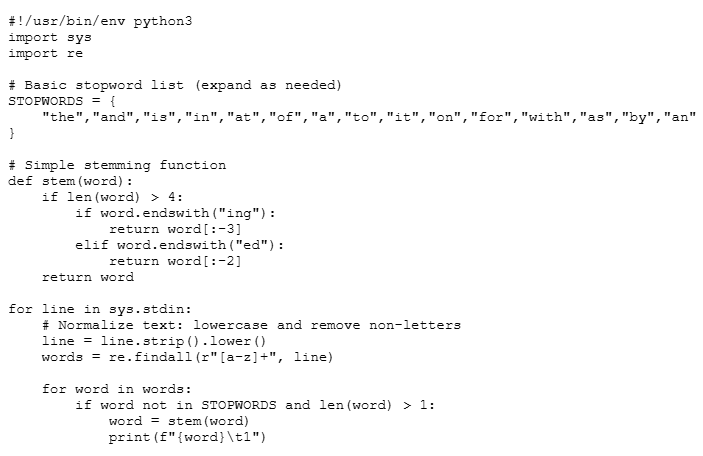 #!/usr/bin/env python3
import sys
import re

# Basic stopword list (expand as needed)
STOPWORDS = {
    "the","and","is","in","at","of","a","to","it","on","for","with","as","by","an"
}

# Simple stemming function
def stem(word):
    if len(word) > 4:
        if word.endswith("ing"):
            return word[:-3]
        elif word.endswith("ed"):
            return word[:-2]
    return word

for line in sys.stdin:
    # Normalize text: lowercase and remove non-letters
    line = line.strip().lower()
    words = re.findall(r"[a-z]+", line)

    for word in words:
        if word not in STOPWORDS and len(word) > 1:
            word = stem(word)
            print(f"{word}\t1")